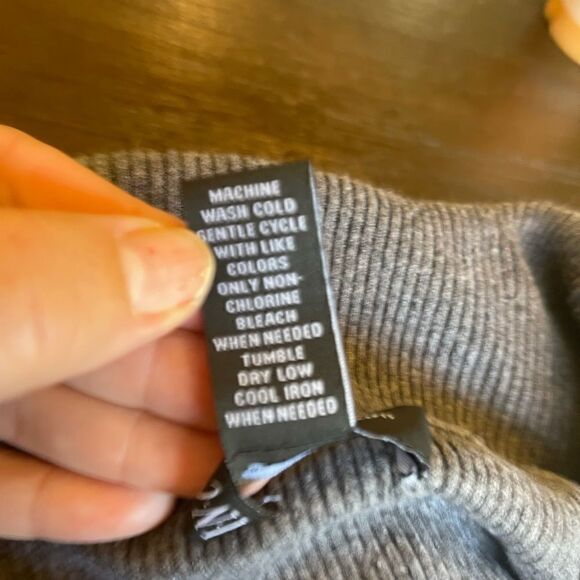 MACHINE
WASH COLD
GENTLE CYCLE
WITH LIKE
COLORS
ONLY NON-
CHLORINE
BLEACH
WHEN NEEDED
TUMBLE
DRY LOW
COOL IRON
WHEN NEEDED